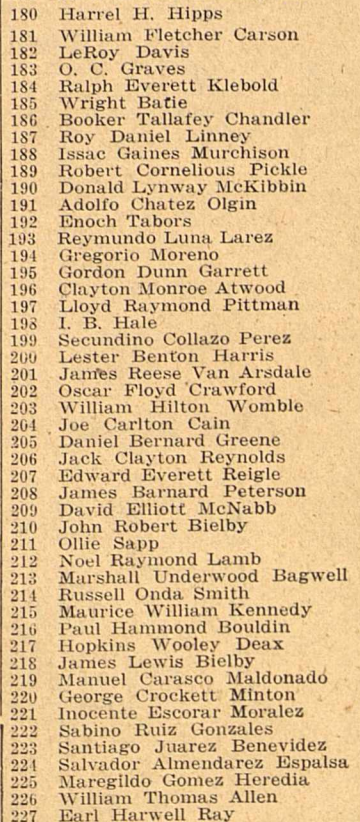 180 Harrel H. Hipps
181 William Fletcher Carson
182 LeRoy Davis
183 O. C. Graves
184 Ralph Everett Klebold
185 Wright Batie
186 Booker Tallafey Chandler
187 Roy Daniel Linney
188 Issac Gaines Murchison
189 Robert Cornelious Pickle
190 Donald Lynway McKibbin
191 Adolfo Chatez Olgin
192 Enoch Tabors
193 Reymundo Luna Larez
194 Gregorio Moreno
195 Gordon Dunn Garrett
196 Clayton Monroe Atwood
197 Lloyd Raymond Pittman
198 I. B. Hale
199 Secundino Collazo Perez
200 Lester Benton Harris
201 James Reese Van Arsdale
202 Oscar Floyd Crawford
203 William Hilton Womble
204 Joe Carlton Cain
205 Daniel Bernard Greene
206 Jack Clayton Reynolds
207 Edward Everett Reigle
208 James Barnard Peterson
209 David Elliott McNabb
210 John Robert Bielby
211 Ollie Sapp
212 Noel Raymond Lamb
213 Marshall Underwood Bagwell
214 Russell Onda Smith
215 Maurice William Kennedy
216 Paul Hammond Bouldin
217 Hopkins Wooley Deax
218 James Lewis Bielby
219 Manuel Carasco Maldonado
220 George Crockett Minton
221 Inocente Escorar Moralez
222 Sabino Ruiz Gonzales
223 Santiago Juarez Benevidez
224 Salvador Almendarez Espalsa
225 Maregildo Gomez Heredia
226 William Thomas Allen
227 Earl Harwell Ray